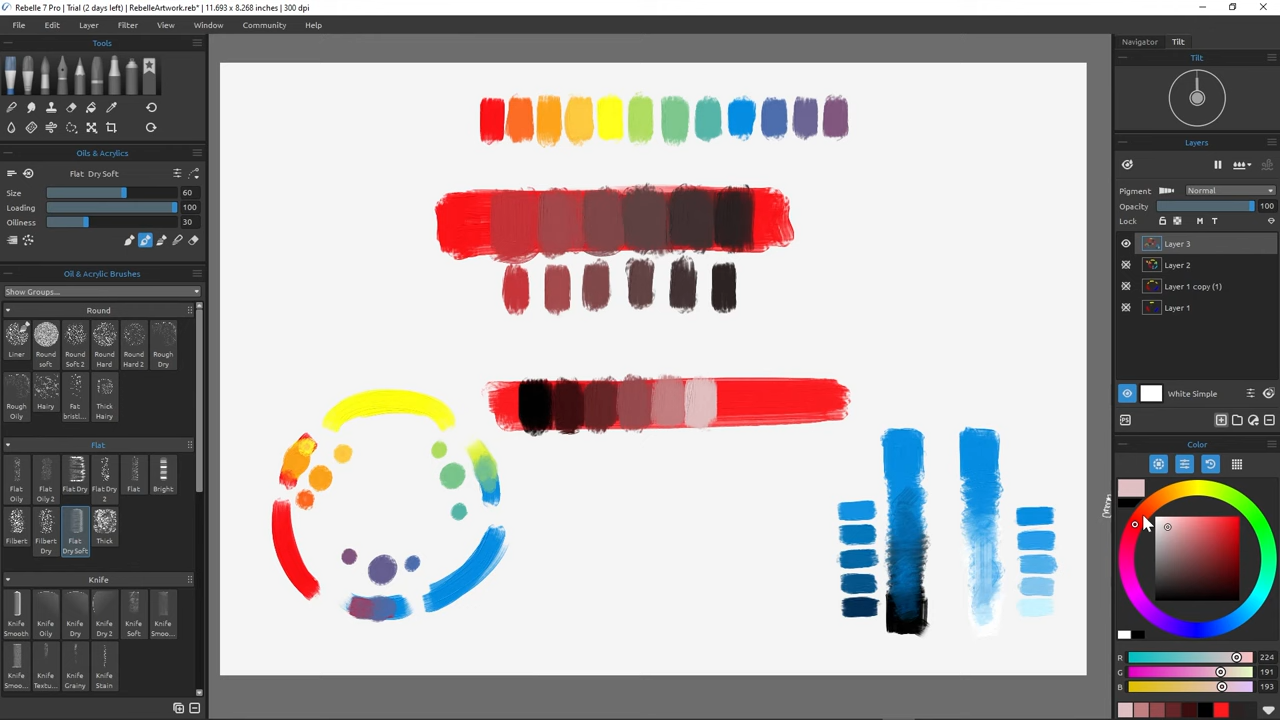 Rebelle 7 Pro | Trial (2 days left) | RebelleArtwork.reb* | 11.693 x 8.268 inches | 300 dpi
File Edit Layer Filter View Window Community Help
Tools
Oils & Acrylics
Flat Dry Soft
Size 60
Loading 100
Oiliness 30
Oil & Acrylic Brushes
Show Groups...
Round
Liner Round soft Round Soft 2 Round Hard Round Hard 2 Rough Dry
Rough Oily Hairy Fat bristl... Thick Hairy
Flat
Flat Oily Flat Oily 2 Flat Dry Flat Dry 2 Flat Bright
Filbert Filbert Dry Flat Dry Soft Thick
Knife
Knife Smooth Knife Oily Knife Dry Knife Dry 2 Knife Soft Knife Smoo...
Knife Smoo... Knife Textu... Knife Grainy Knife Stain
Navigator Tilt
Tilt
Layers
Pigment Normal
Opacity 100
Lock M T
Layer 3
Layer 2
Layer 1 copy (1)
Layer 1
White Simple
PS
Color
R 224
G 191
B 193